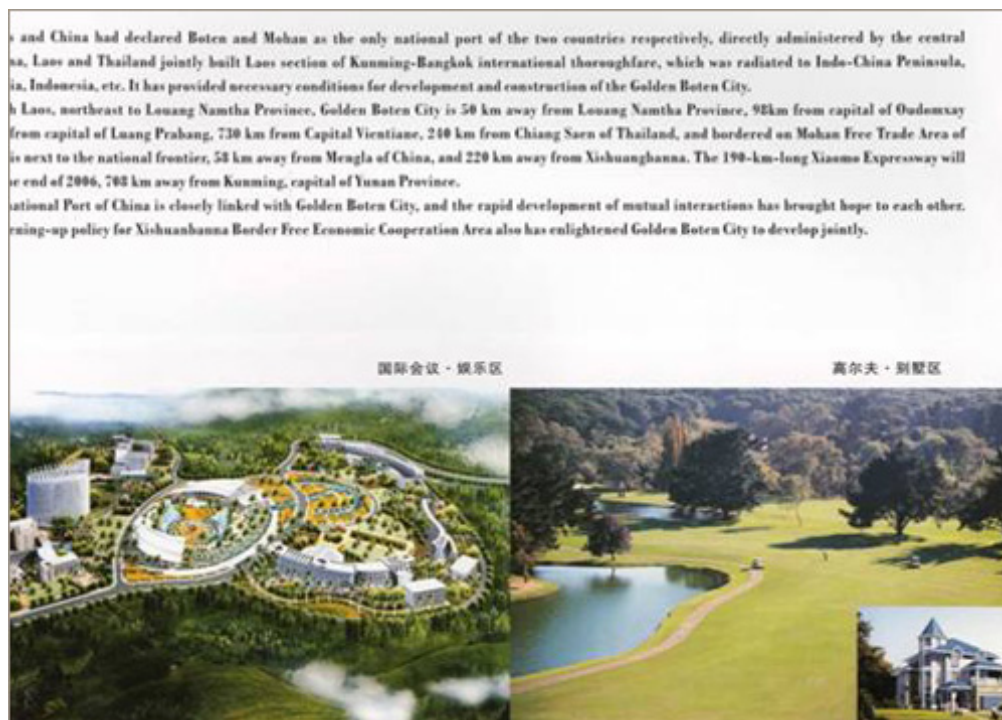 and China had declared Boten and Mohan as the only national port of the two countries respectively, directly administered by the central
Laos and Thailand jointly built Laos section of Kunming-Bangkok international thoroughfare, which was radiated to Indo-China Peninsula,
Indonesia, etc. It has provided necessary conditions for development and construction of the Golden Boten City.
Laos, northeast to Louang Namtha Province, Golden Boten City is 50 km away from Louang Namtha Province, 98km from capital of Oudomxay
from capital of Luang Prabang, 730 km from Capital Vientiane, 240 km from Chiang Saen of Thailand, and bordered on Mohan Free Trade Area of
is next to the national frontier, 58 km away from Mengla of China, and 220 km away from Xishuangbanna. The 190-km-long Xiaomo Expressway will
end of 2006, 708 km away from Kunming, capital of Yunan Province.
national Port of China is closely linked with Golden Boten City, and the rapid development of mutual interactions has brought hope to each other.
ning-up policy for Xishuanbanna Border Free Economic Cooperation Area also has enlightened Golden Boten City to develop jointly.
国际会议·娱乐区
高尔夫·别墅区